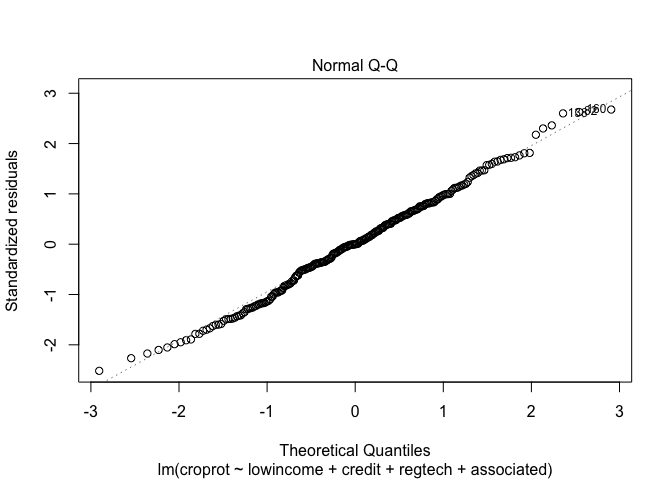 Normal Q-Q
Standardized residuals
3
2
1
0
-1
-2
160
-3 -2 -1 0 1 2 3
Theoretical Quantiles
lm(croprot ~ lowincome + credit + regtech + associated)